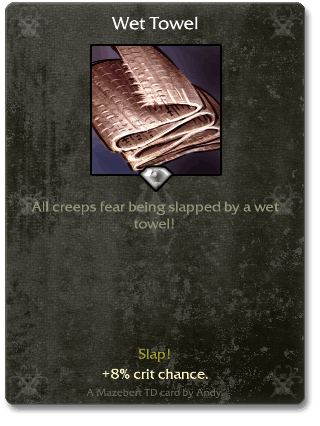 Wet Towel
All creeps fear being slapped by a wet
towel!
Slap!
+8% crit chance.
A Mazebert TD card by Andy